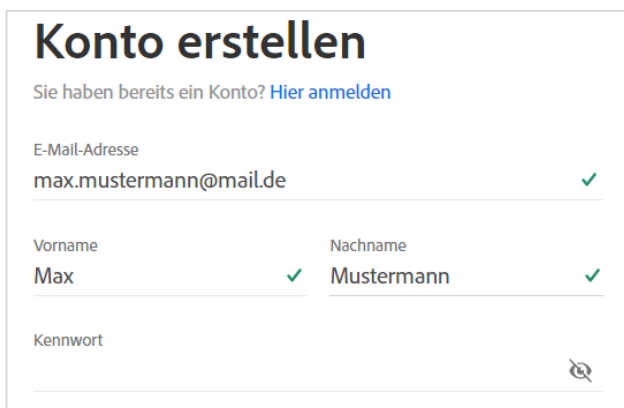 Konto erstellen
Sie haben bereits ein Konto? Hier anmelden
E-Mail-Adresse
max.mustermann@mail.de
Vorname
Nachname
Max
Mustermann
Kennwort